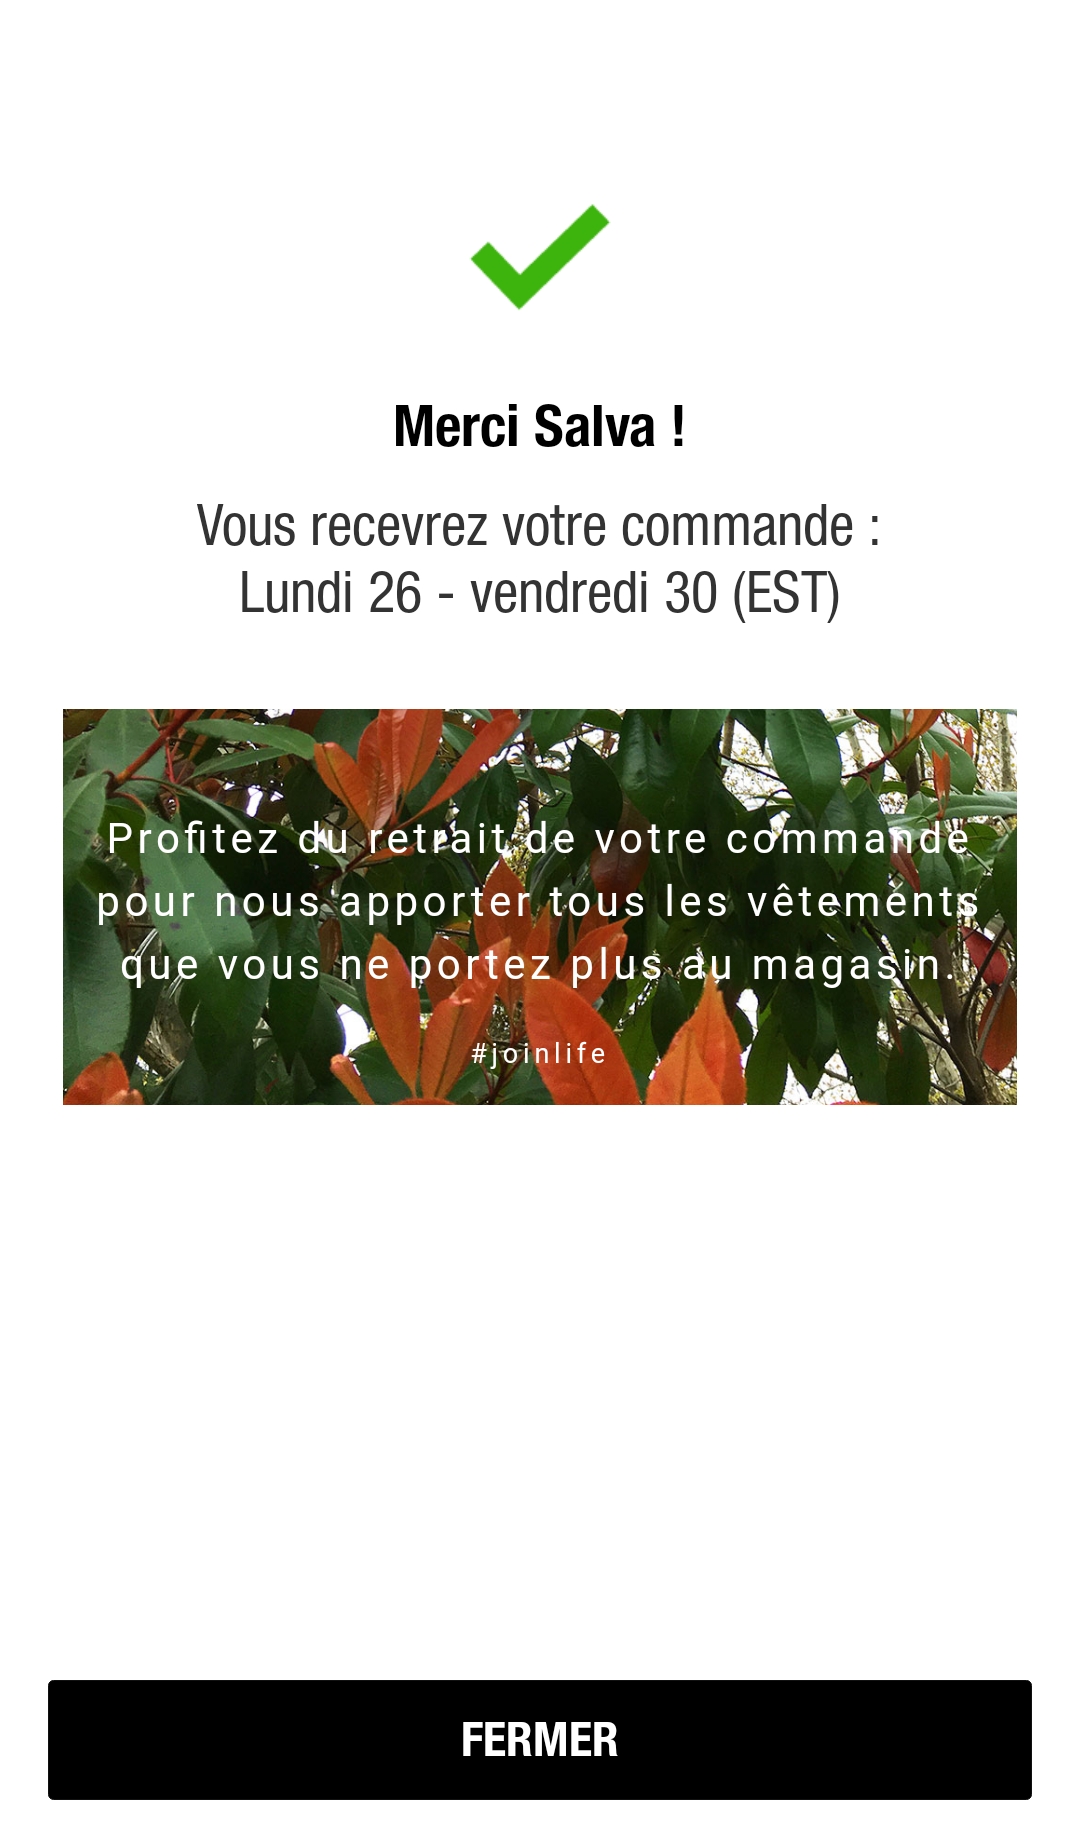 Merci Salva !
Vous recevrez votre commande :
Lundi 26 - vendredi 30 (EST)
Profitez du retrait de votre commande
pour nous apporter tous les vêtements
que vous ne portez plus au magasin.
#joinlife
FERMER